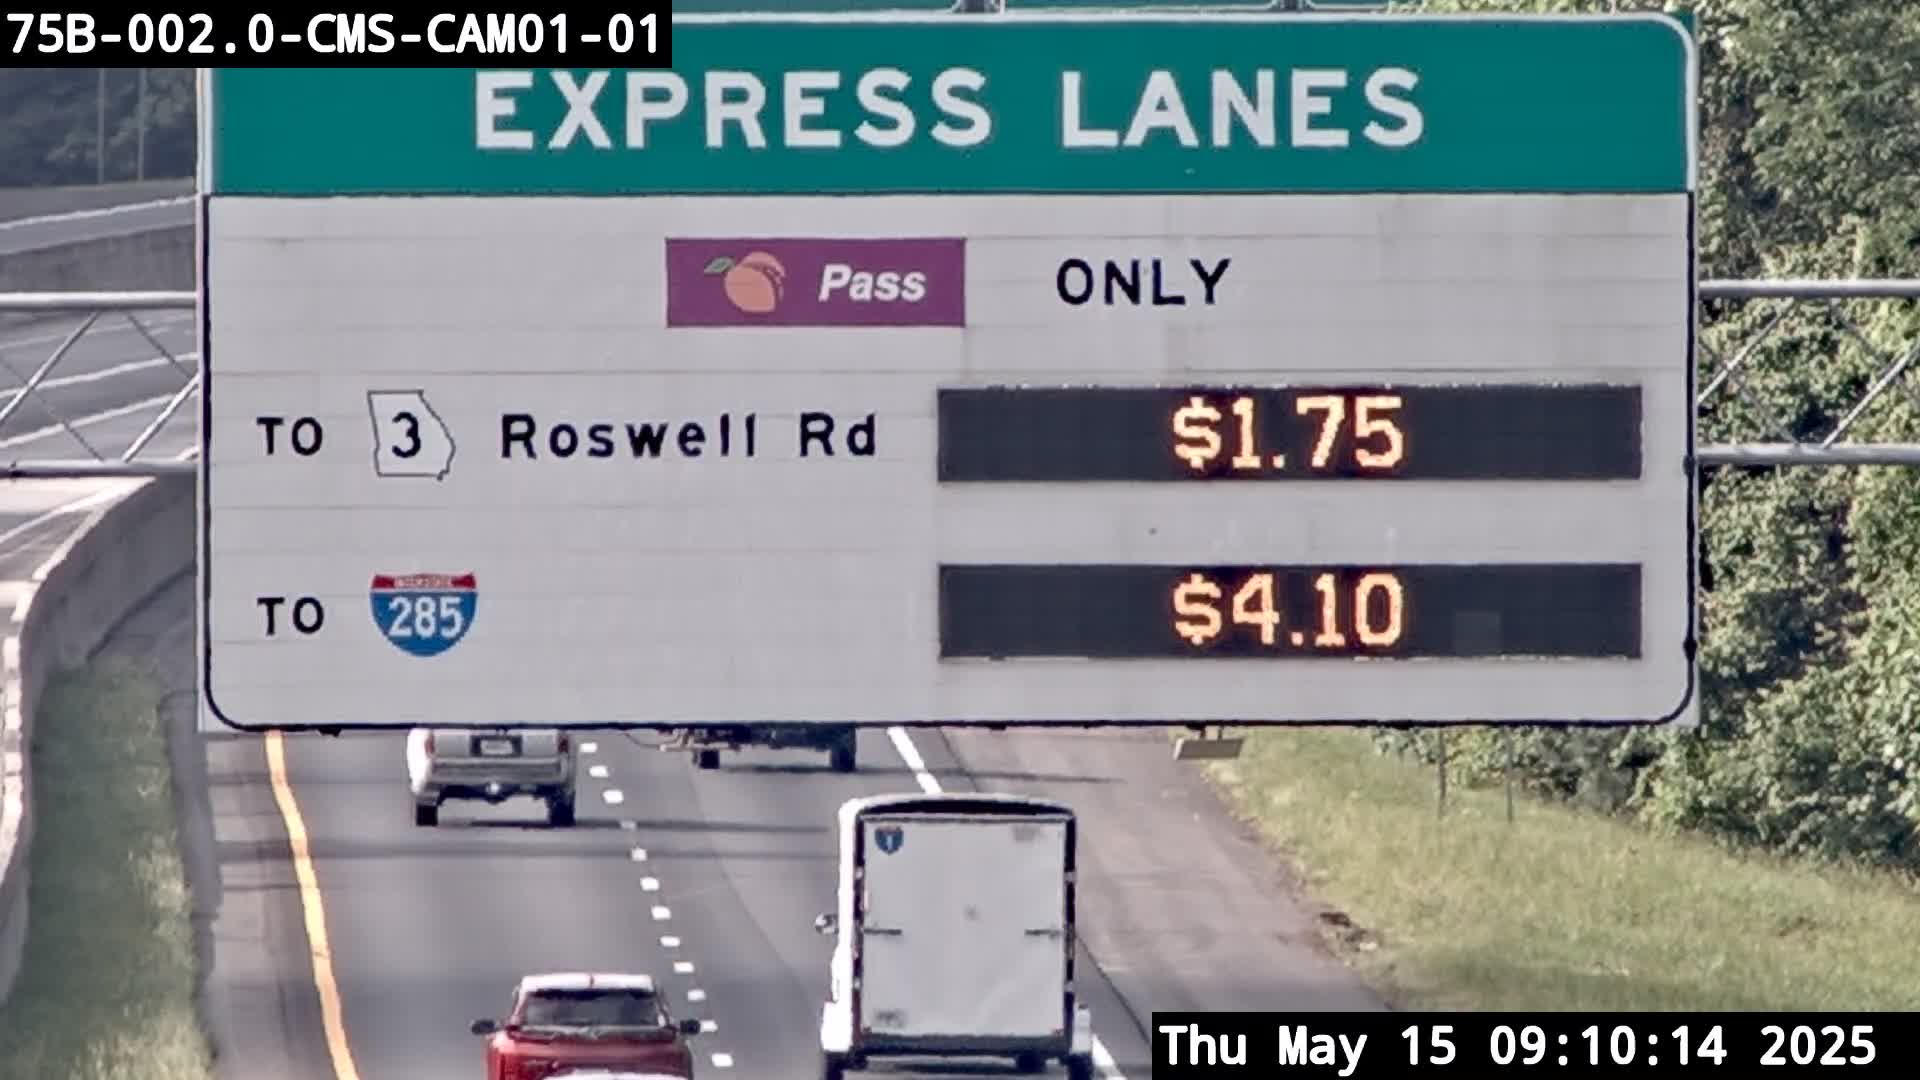 75B-002.0-CMS-CAM01-01
EXPRESS LANES
Pass ONLY
TO 3 Roswell Rd $1.75
TO 285 $4.10
Thu May 15 09:10:14 2025